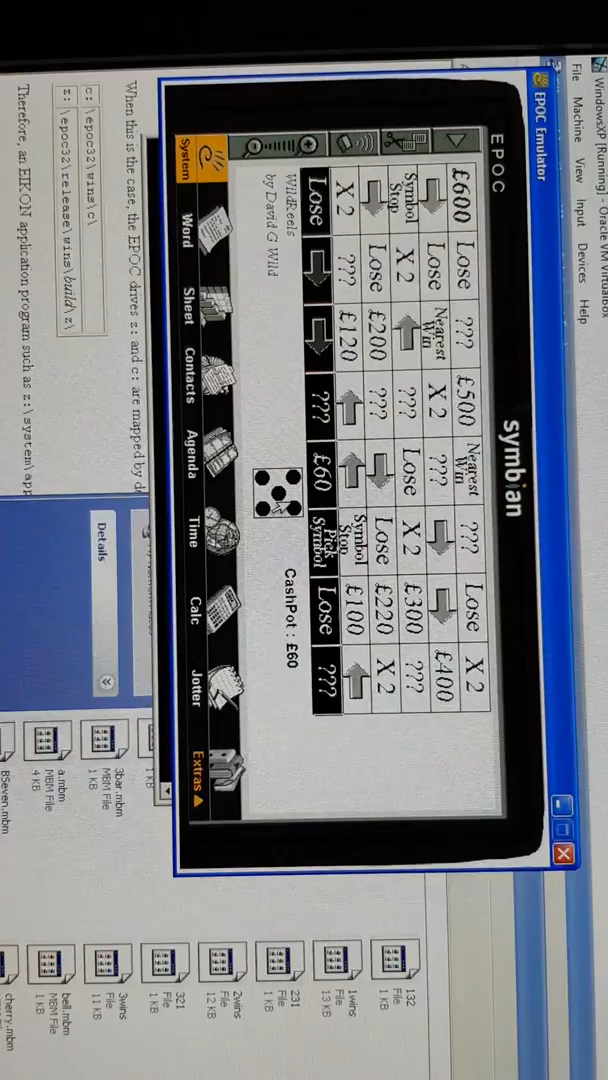 WindowsXP [Running] - Oracle VM VirtualBox
File Machine View Input Devices Help
EPOC Emulator
EPOC
symbian
£600 Lose ??? £500 Nearest Win ??? Lose X 2
Lose Nearest Win X 2 ??? £400
Symbol Stop X 2 ??? Lose X 2 £300 ???
Lose £200 ??? Lose £220 X 2
X 2 ??? £120 Symbol Stop £100
Lose ??? £60 Pick Symbol Lose ???
WildReels
by David G Wild
CashPot : £60
System Word Sheet Contacts Agenda Time Calc Jotter Extras
When this is the case, the EPOC drives z: and c: are mapped by
c: \epoc32\wins\c\
z: \epoc32\release\wins\build\z\
Therefore, an EIKON application program such as z:\system\app
Details
132
File
1 KB
1wins
File
13 KB
231
File
1 KB
2wins
File
12 KB
321
File
1 KB
3wins
File
11 KB
3bar.mbm
MBM File
1 KB
bell.mbm
MBM File
1 KB
a.mbm
MBM File
4 KB
cherry.mbm
BSeven.mbm